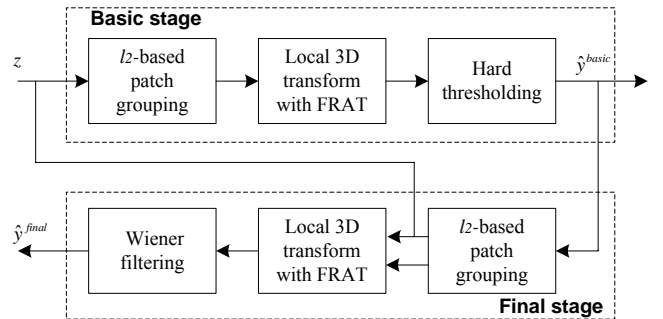 Basic stage
z
l2-based
patch
grouping
Local 3D
transform
with FRAT
Hard
thresholding
ŷ^basic
ŷ^final
Wiener
filtering
Local 3D
transform
with FRAT
l2-based
patch
grouping
Final stage